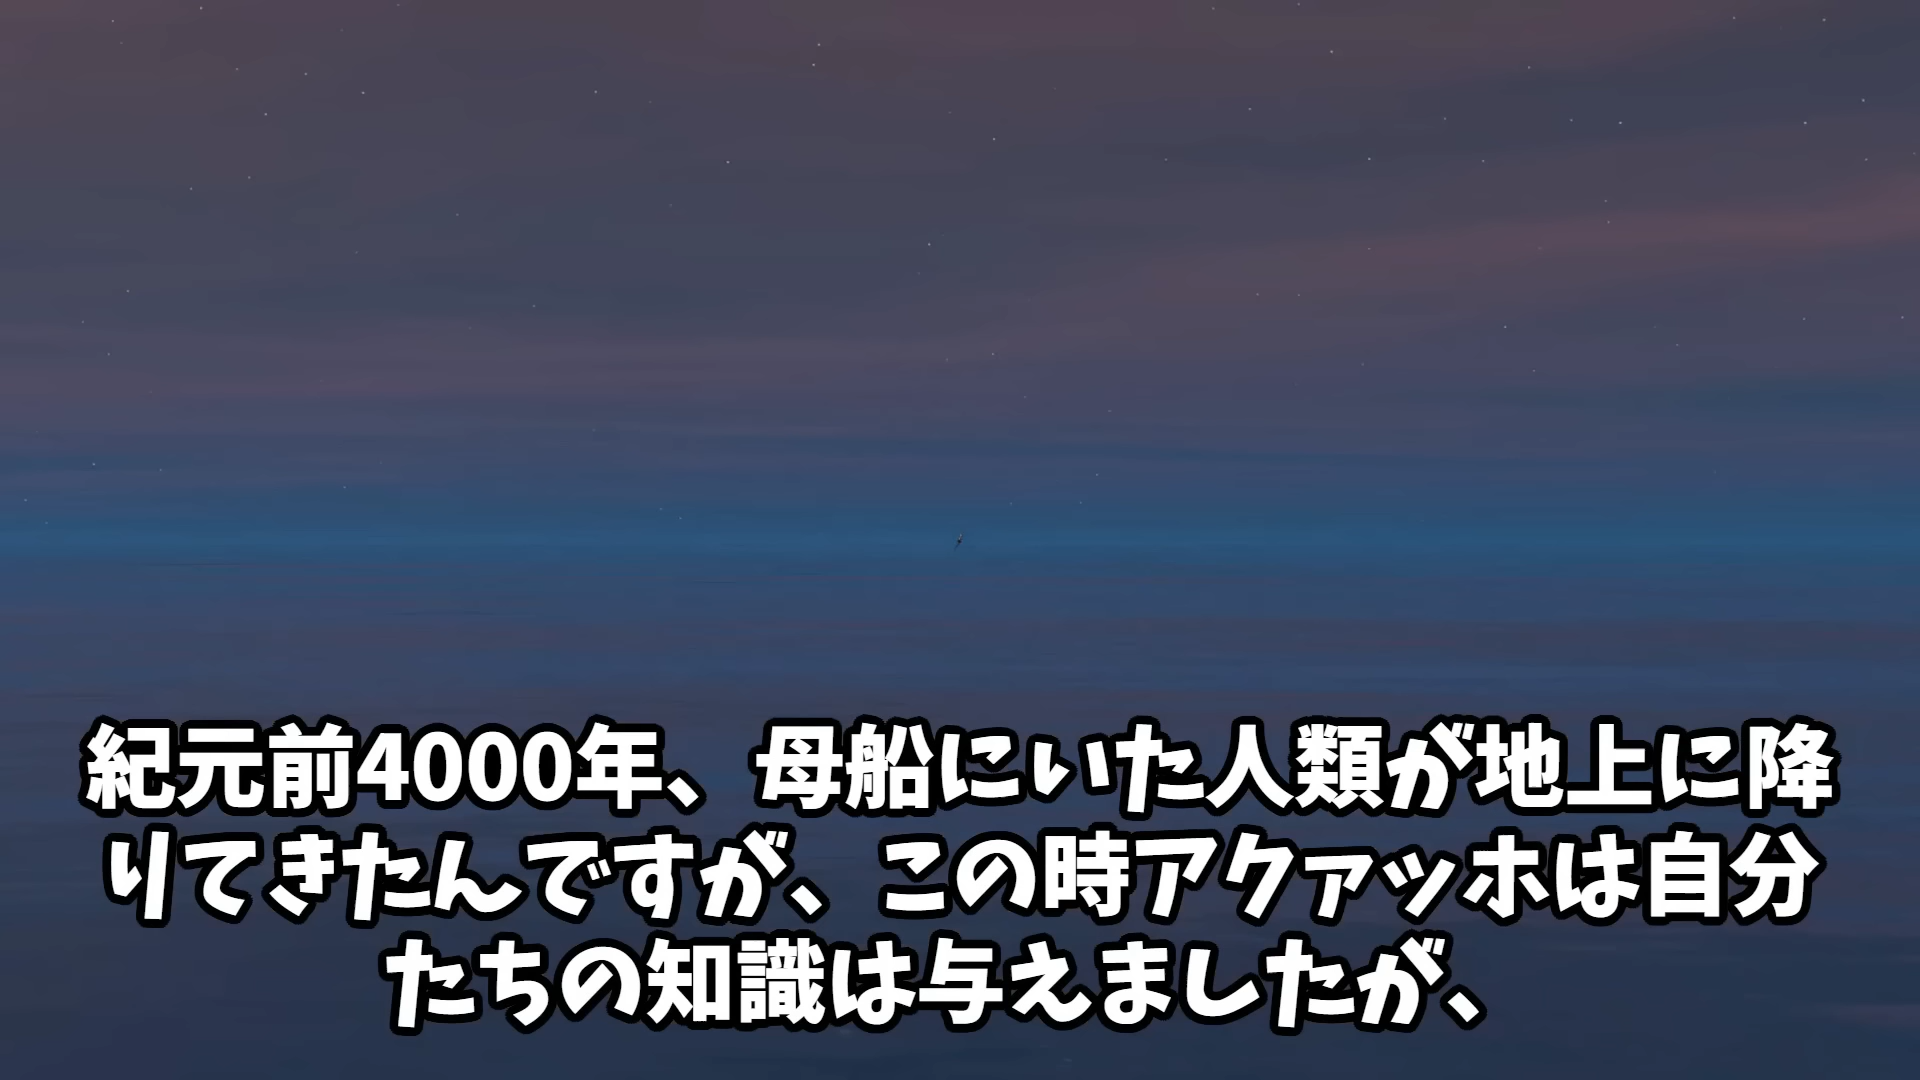 紀元前4000年、母船にいた人類が地上に降
りてきたんですが、この時アクァッホは自分
たちの知識は与えましたが、